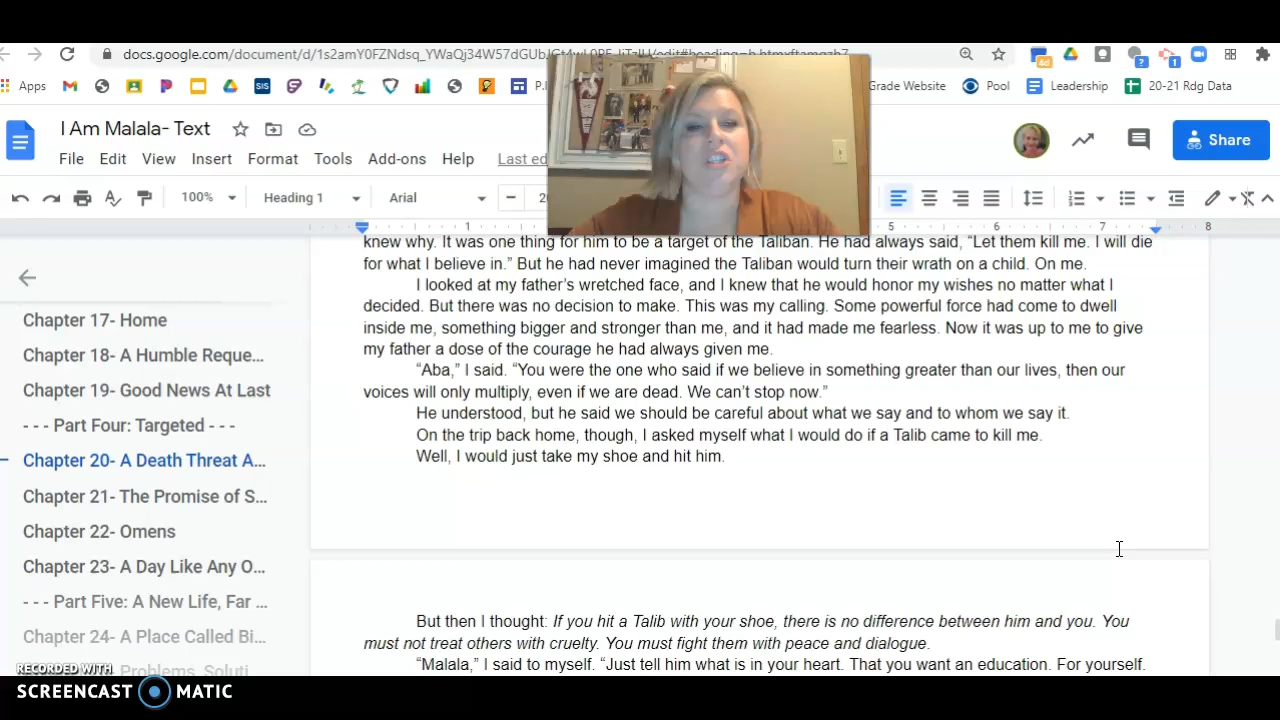 docs.google.com/document/d/1s2amY0FZNdsq_YWaQj34W57dGUb
Apps
Grade Website
Pool
Leadership
20-21 Rdg Data
I Am Malala- Text
Share
File Edit View Insert Format Tools Add-ons Help Last ed
100% Heading 1 Arial
1 5 6 7 8
knew why. It was one thing for him to be a target of the Taliban. He had always said, “Let them kill me. I will die
for what I believe in.” But he had never imagined the Taliban would turn their wrath on a child. On me.
I looked at my father’s wretched face, and I knew that he would honor my wishes no matter what I
decided. But there was no decision to make. This was my calling. Some powerful force had come to dwell
inside me, something bigger and stronger than me, and it had made me fearless. Now it was up to me to give
my father a dose of the courage he had always given me.
“Aba,” I said. “You were the one who said if we believe in something greater than our lives, then our
voices will only multiply, even if we are dead. We can’t stop now.”
He understood, but he said we should be careful about what we say and to whom we say it.
On the trip back home, though, I asked myself what I would do if a Talib came to kill me.
Well, I would just take my shoe and hit him.
But then I thought: If you hit a Talib with your shoe, there is no difference between him and you. You
must not treat others with cruelty. You must fight them with peace and dialogue.
“Malala,” I said to myself. “Just tell him what is in your heart. That you want an education. For yourself.
Chapter 17- Home
Chapter 18- A Humble Reque...
Chapter 19- Good News At Last
- - - Part Four: Targeted - - -
Chapter 20- A Death Threat A...
Chapter 21- The Promise of S...
Chapter 22- Omens
Chapter 23- A Day Like Any O...
- - - Part Five: A New Life, Far ...
Chapter 24- A Place Called Bi...
Problems, Soluti
RECORDED WITH
SCREENCAST MATIC